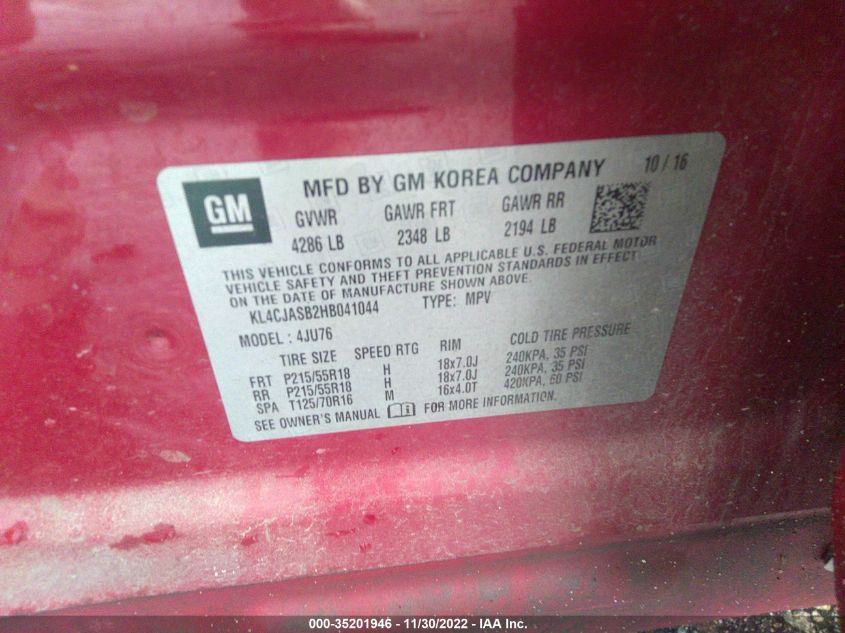 GM
MFD BY GM KOREA COMPANY 10 / 16
GVWR GAWR FRT GAWR RR
4286 LB 2348 LB 2194 LB
THIS VEHICLE CONFORMS TO ALL APPLICABLE U.S. FEDERAL MOTOR
VEHICLE SAFETY AND THEFT PREVENTION STANDARDS IN EFFECT
ON THE DATE OF MANUFACTURE SHOWN ABOVE.
KL4CJASB2HB041044 TYPE: MPV
MODEL : 4JU76
TIRE SIZE SPEED RTG RIM COLD TIRE PRESSURE
FRT P215/55R18 H 18x7.0J 240KPA, 35 PSI
RR P215/55R18 H 18x7.0J 240KPA, 35 PSI
SPA T125/70R16 M 16x4.0T 420KPA, 60 PSI
SEE OWNER'S MANUAL FOR MORE INFORMATION.
000-35201946 - 11/30/2022 - IAA Inc.